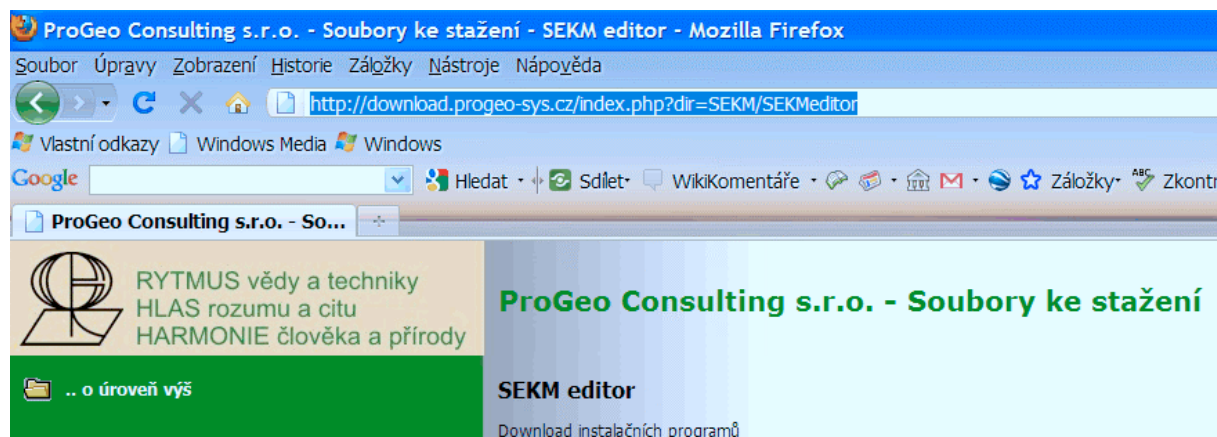 ProGeo Consulting s.r.o. - Soubory ke stažení - SEKM editor - Mozilla Firefox
Soubor Úpravy Zobrazení Historie Záložky Nástroje Nápověda
http://download.progeo-sys.cz/index.php?dir=SEKM/SEKMeditor
Vlastní odkazy Windows Media Windows
Google Hledat Sdílet WikiKomentáře Záložky ABC Zkontr
ProGeo Consulting s.r.o. - So...
RYTMUS vědy a techniky
HLAS rozumu a citu
HARMONIE člověka a přírody
ProGeo Consulting s.r.o. - Soubory ke stažení
.. o úroveň výš
SEKM editor
Download instalačních programů